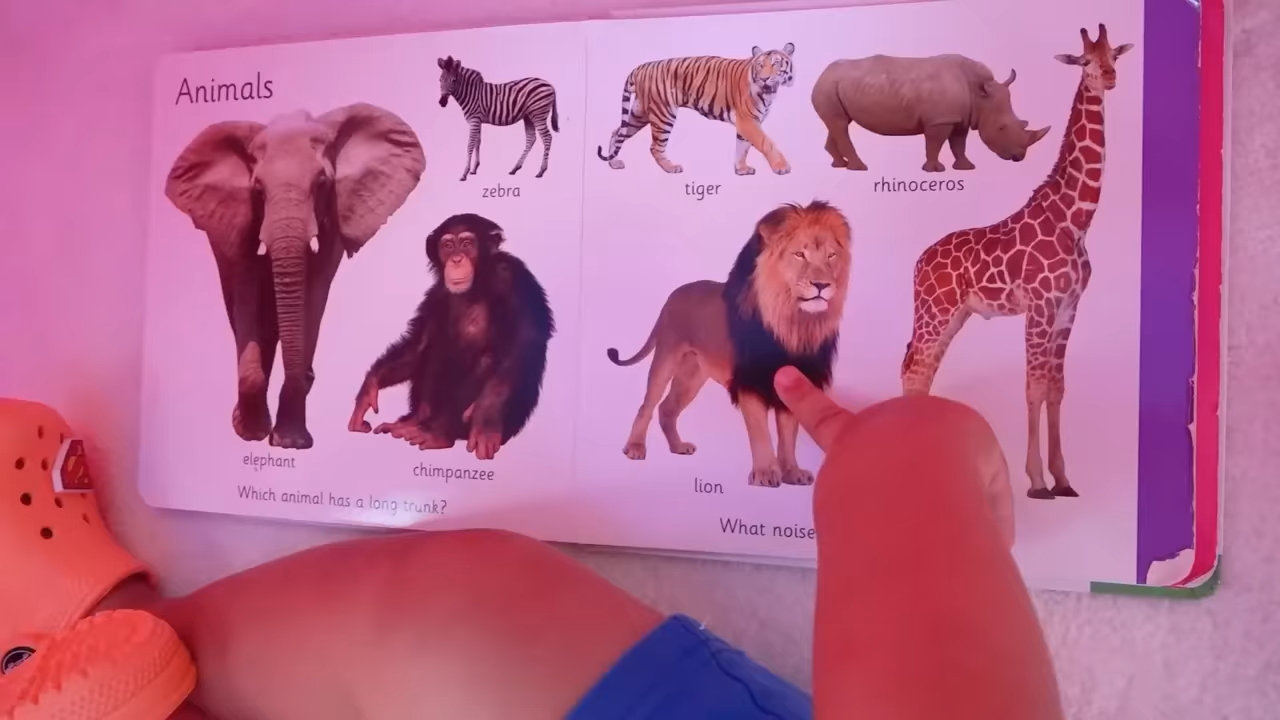 Animals
zebra
tiger
rhinoceros
elephant
chimpanzee
lion
Which animal has a long trunk?
What noise